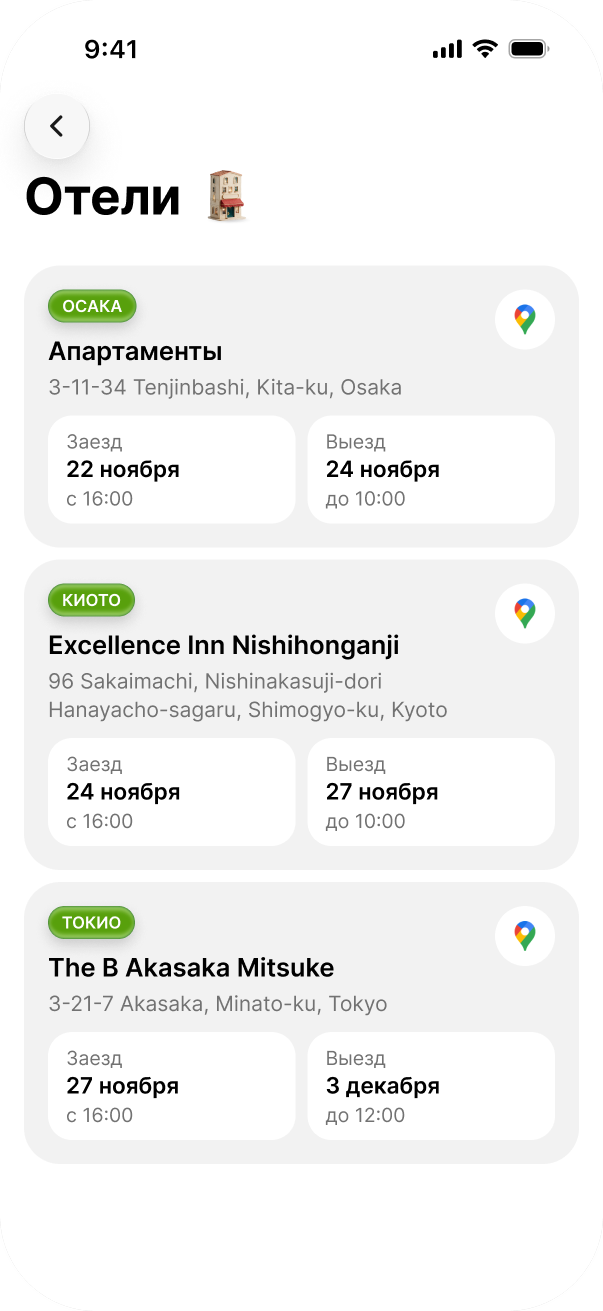 9:41
Отели
ОСАКА
Апартаменты
3-11-34 Tenjinbashi, Kita-ku, Osaka
Заезд
22 ноября
с 16:00
Выезд
24 ноября
до 10:00
КИОТО
Excellence Inn Nishihonganji
96 Sakaimachi, Nishinakasuji-dori
Hanayacho-sagaru, Shimogyo-ku, Kyoto
Заезд
24 ноября
с 16:00
Выезд
27 ноября
до 10:00
ТОКИО
The B Akasaka Mitsuke
3-21-7 Akasaka, Minato-ku, Tokyo
Заезд
27 ноября
с 16:00
Выезд
3 декабря
до 12:00